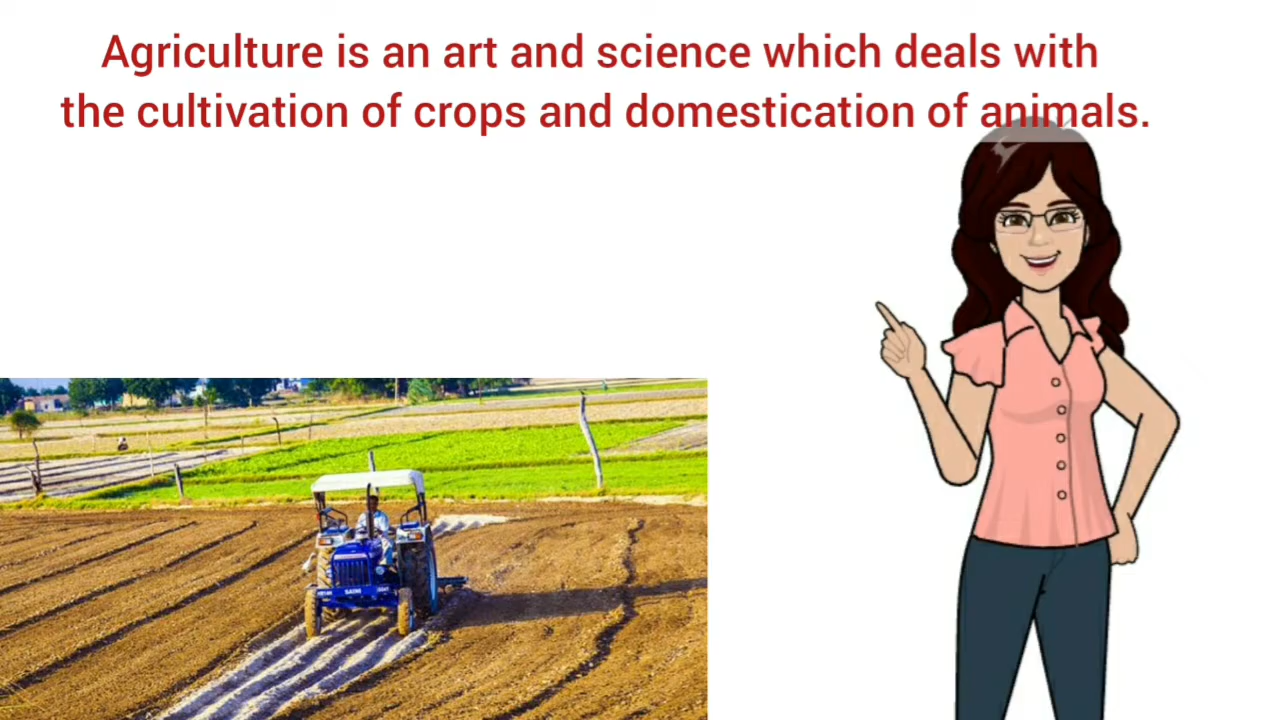 Agriculture is an art and science which deals with
the cultivation of crops and domestication of animals.